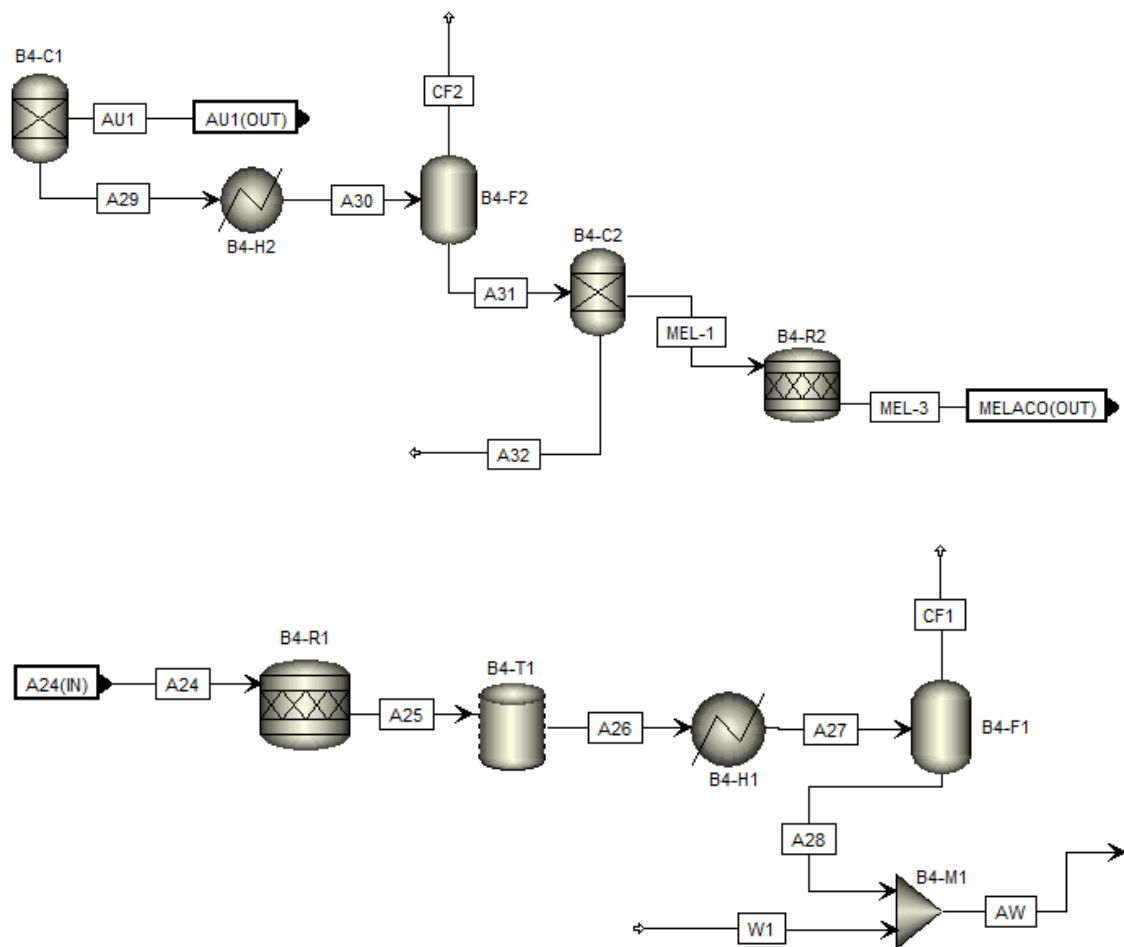 B4-C1
CF2
AU1
AU1(OUT)
A29
A30
B4-F2
B4-H2
B4-C2
A31
MEL-1
B4-R2
MEL-3
MELACO(OUT)
A32
CF1
B4-R1
B4-T1
A24(IN)
A24
A25
A26
A27
B4-F1
B4-H1
A28
B4-M1
AW
W1